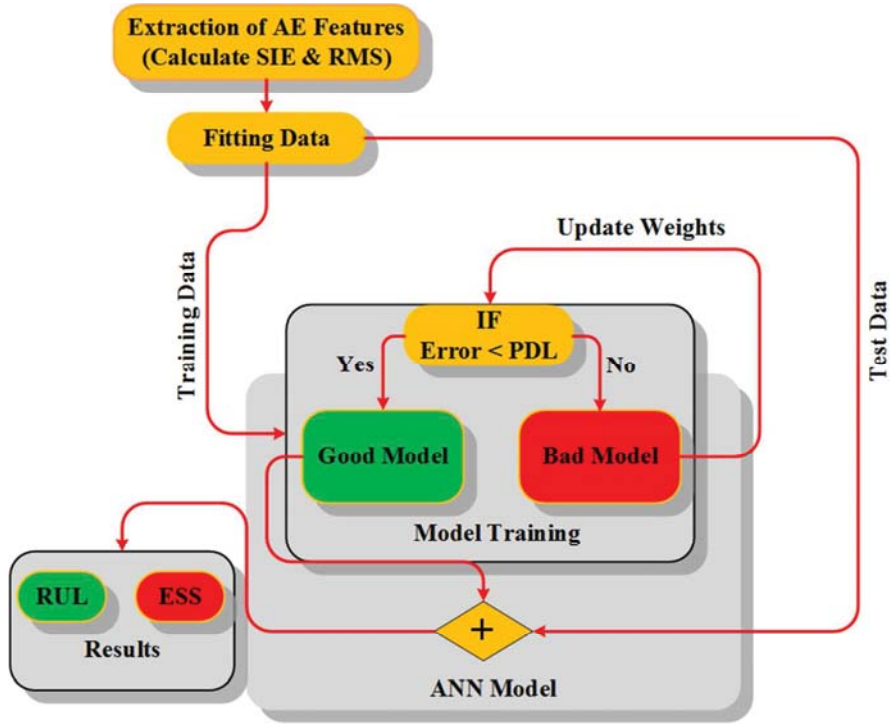 Extraction of AE Features
(Calculate SIE & RMS)
Fitting Data
Update Weights
Training Data
Test Data
IF
Error < PDL
Yes
No
Good Model
Bad Model
Model Training
RUL
ESS
Results
+
ANN Model